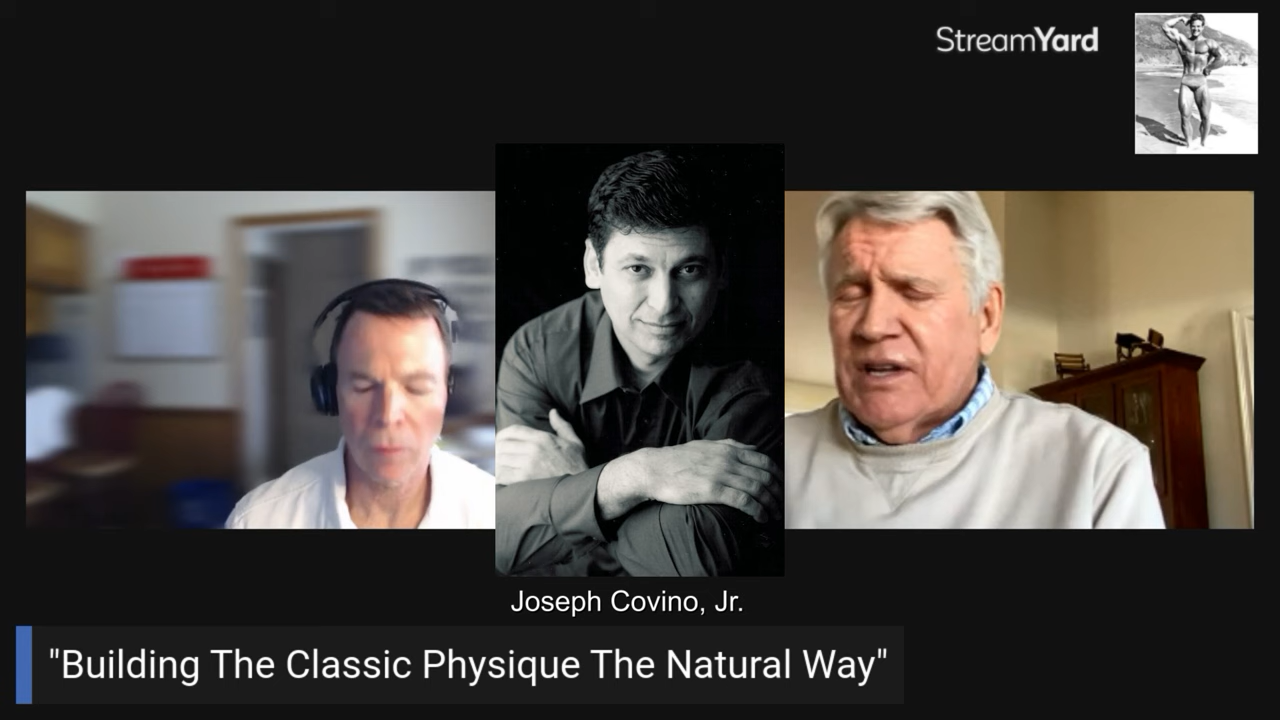 StreamYard
Joseph Covino, Jr.
"Building The Classic Physique The Natural Way"